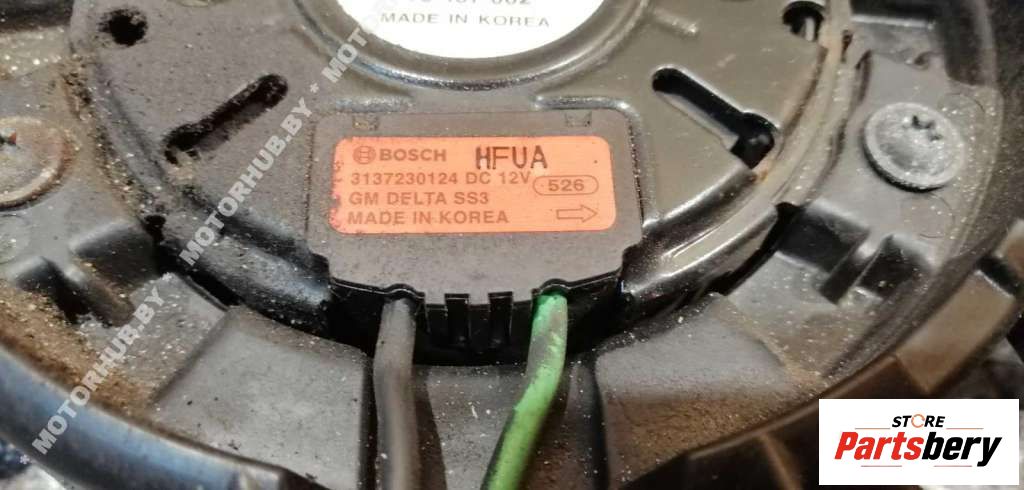 MADE IN KOREA
BOSCH HFUA
3137230124 DC 12V
526
GM DELTA SS3
MADE IN KOREA
MOTORHUB.BY * MOTORHUB.BY * MOTORHUB.BY * MOT
STORE
Partsbery